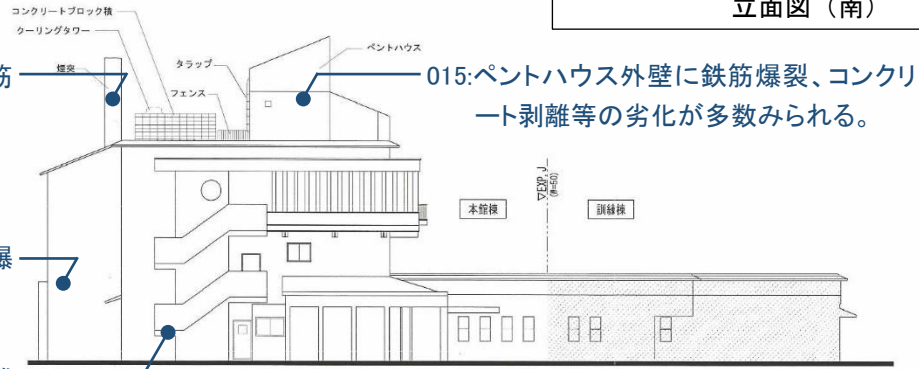 立面図（南）
コンクリートブロック積
クーリングタワー
煙突
タラップ
フェンス
ペントハウス
筋
015:ペントハウス外壁に鉄筋爆裂、コンクリ
ート剥離等の劣化が多数みられる。
▽EXP.J
(W=50)
本館棟
訓練棟
爆